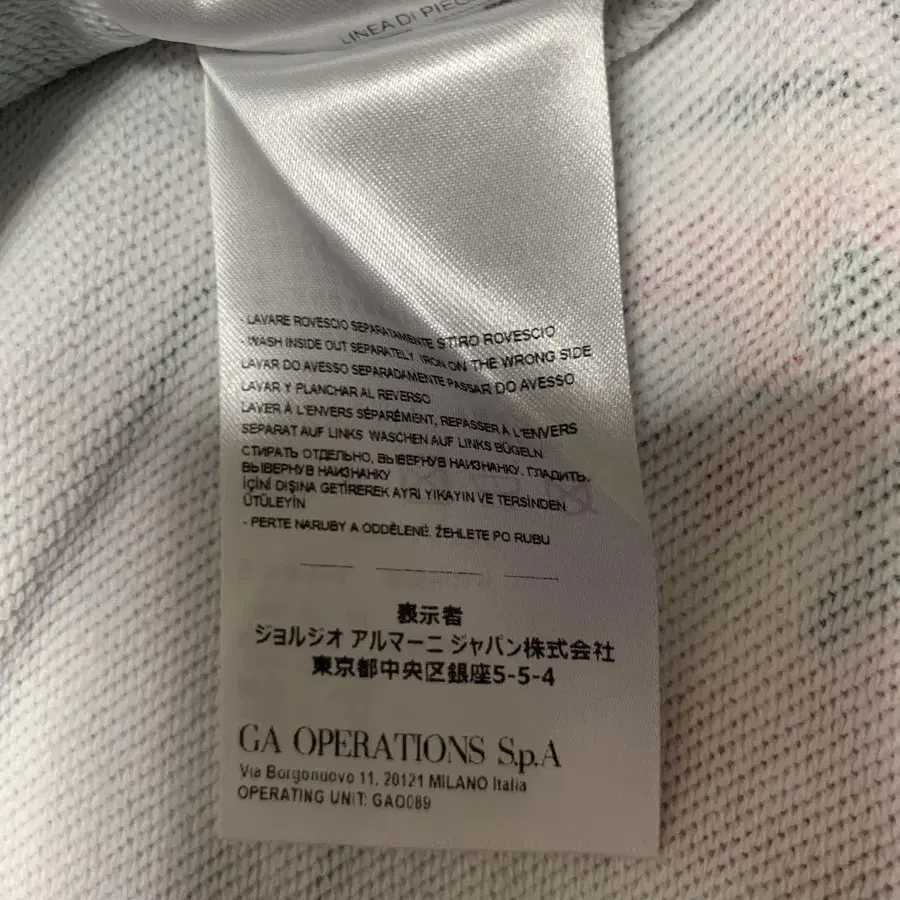 LINEA DI
- LAVARE ROVESCIO SEPARATAMENTE STIRO ROVESCIO
- WASH INSIDE OUT SEPARATELY IRON ON THE WRONG SIDE
LAVAR DO AVESSO SEPARADAMENTE PASSAR DO AVESSO
LAVAR Y PLANCHAR AL REVERSO
LAVER À L'ENVERS SÉPARÉMENT, REPASSER À L'ENVERS
SEPARAT AUF LINKS WASCHEN AUF LINKS BÜGELN
СТИРАТЬ ОТДЕЛЬНО, ВЫВЕРНУВ НАИЗНАНКУ. ГЛАДИТЬ,
ВЫВЕРНУВ НАИЗНАНКУ
İÇİNİ DIŞINA GETİREREK AYRI YIKAYIN VE TERSİNDEN
ÜTÜLEYİN
- PERTE NARUBY A ODDĚLENĚ. ŽEHLETE PO RUBU
表示者
ジョルジオ アルマーニ ジャパン株式会社
東京都中央区銀座5-5-4
GA OPERATIONS S.p.A
Via Borgonuovo 11, 20121 MILANO Italia
OPERATING UNIT: GAO089